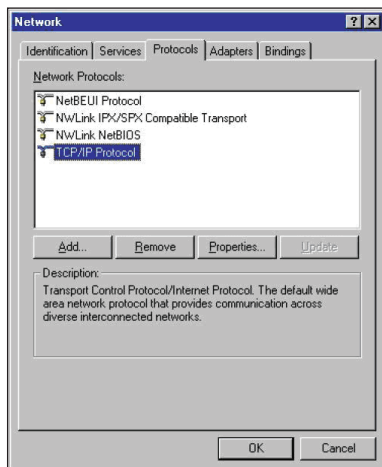 Network
Identification Services Protocols Adapters Bindings
Network Protocols:
NetBEUI Protocol
NWLink IPX/SPX Compatible Transport
NWLink NetBIOS
TCP/IP Protocol
Add... Remove Properties... Update
Description:
Transport Control Protocol/Internet Protocol. The default wide
area network protocol that provides communication across
diverse interconnected networks.
OK Cancel